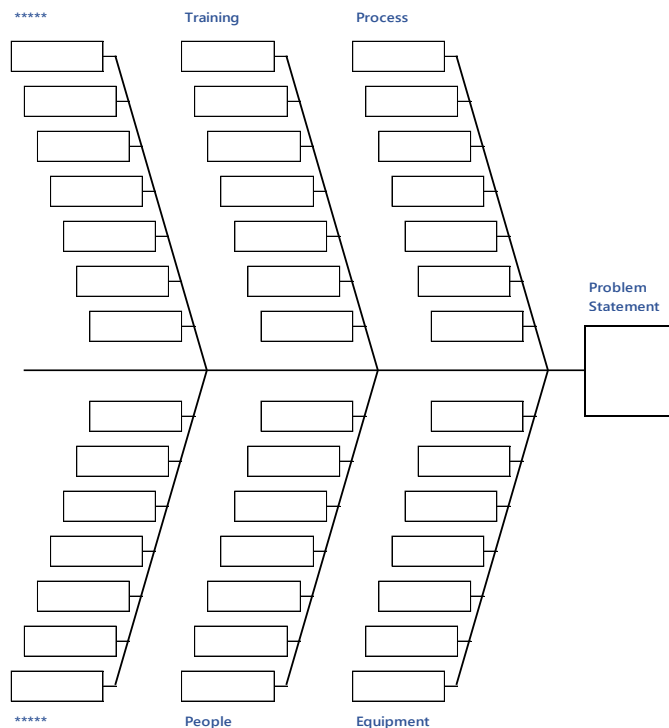 *****
Training
Process
Problem
Statement
*****
People
Equipment